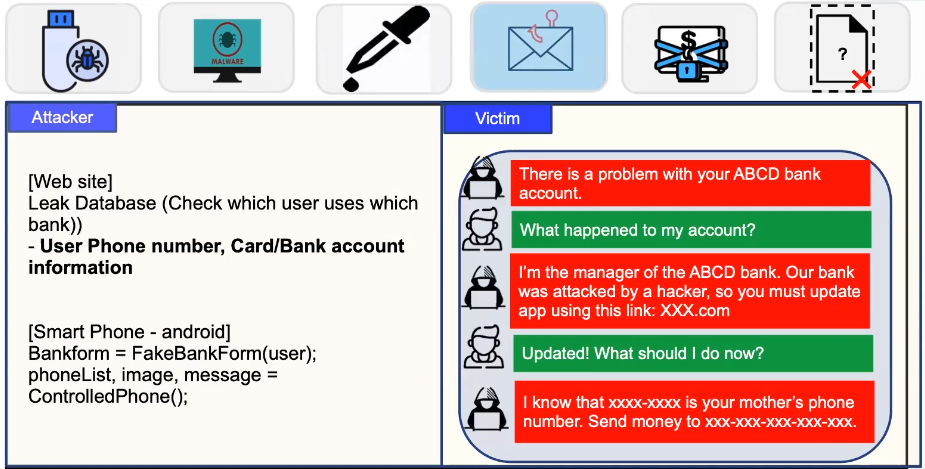 MALWARE
$
?
Attacker
Victim
[Web site]
Leak Database (Check which user uses which
bank))
- User Phone number, Card/Bank account
information
[Smart Phone - android]
Bankform = FakeBankForm(user);
phoneList, image, message =
ControlledPhone();
There is a problem with your ABCD bank
account.
What happened to my account?
I'm the manager of the ABCD bank. Our bank
was attacked by a hacker, so you must update
app using this link: XXX.com
Updated! What should I do now?
I know that xxxx-xxxx is your mother's phone
number. Send money to xxx-xxx-xxx-xxx-xxx.